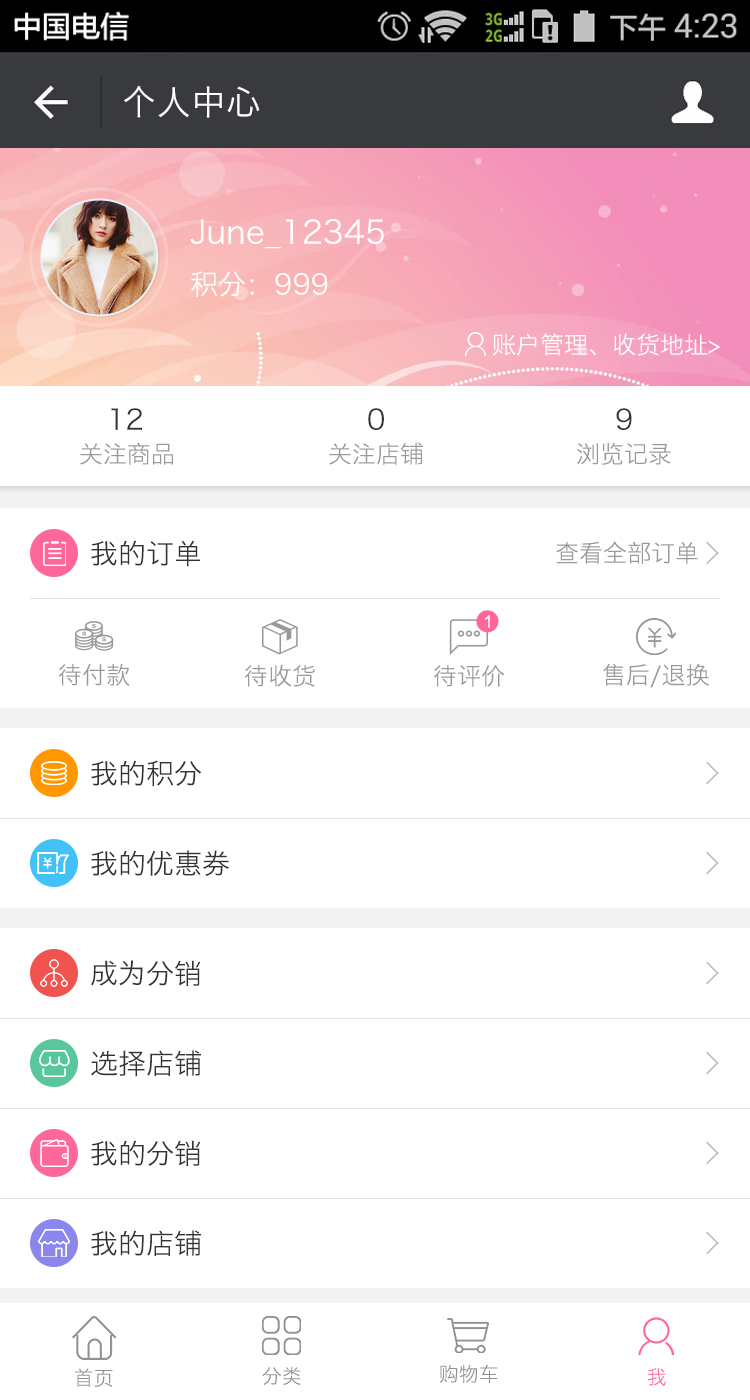 中国电信 3G 2G 下午 4:23
个人中心
June_12345
积分：999
账户管理、收货地址>
12 0 9
关注商品 关注店铺 浏览记录
我的订单 查看全部订单
1
待付款 待收货 待评价 售后/退换
我的积分
我的优惠券
成为分销
选择店铺
我的分销
我的店铺
首页 分类 购物车 我